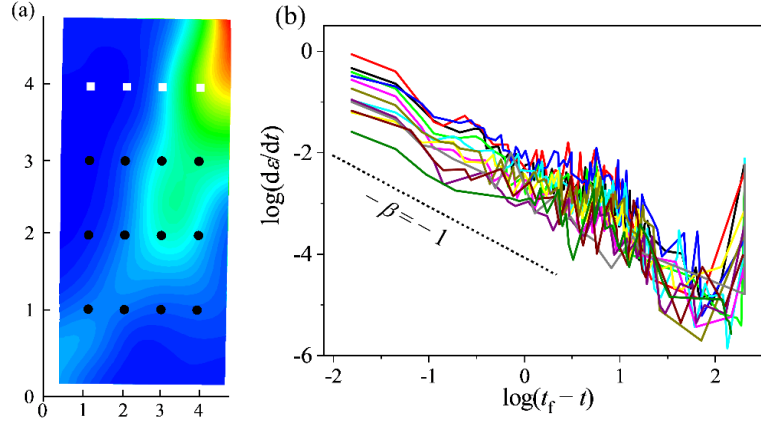 (a)
4
3
2
1
0
0 1 2 3 4
(b)
0
-2
-4
-6
log(dε/dt)
−β=−1
-2 -1 0 1 2
log(t_f − t)